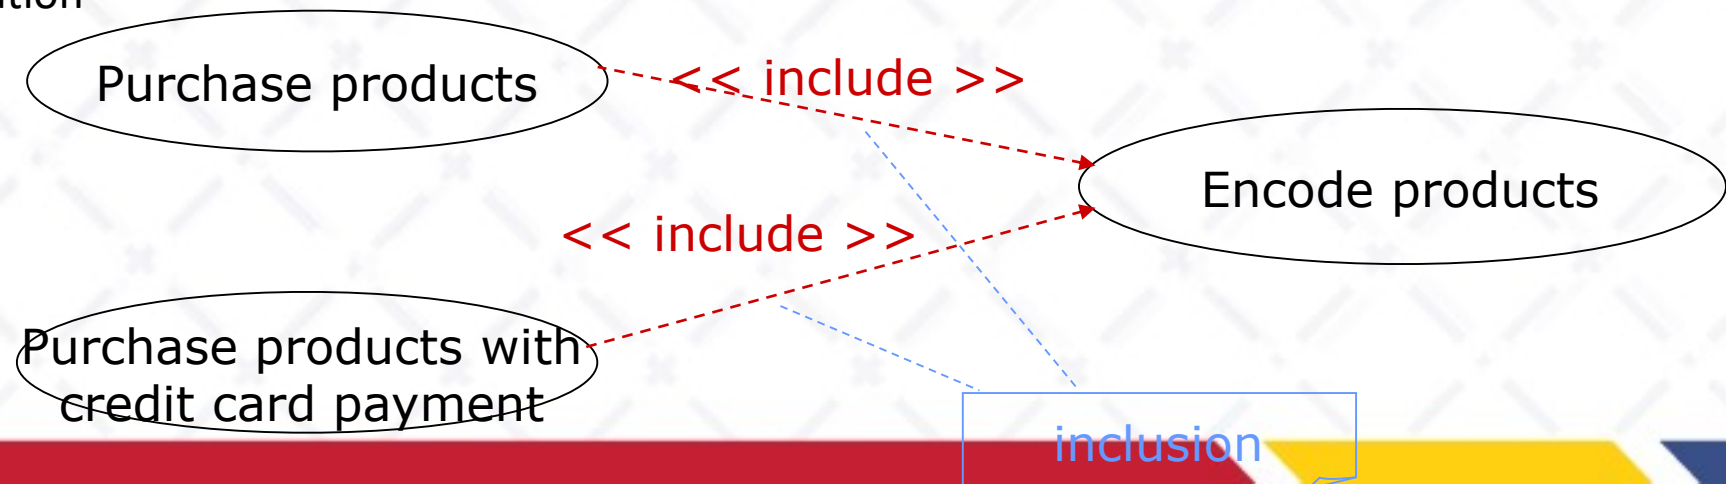 Purchase products
<< include >>
Encode products
<< include >>
Purchase products with
credit card payment
inclusion